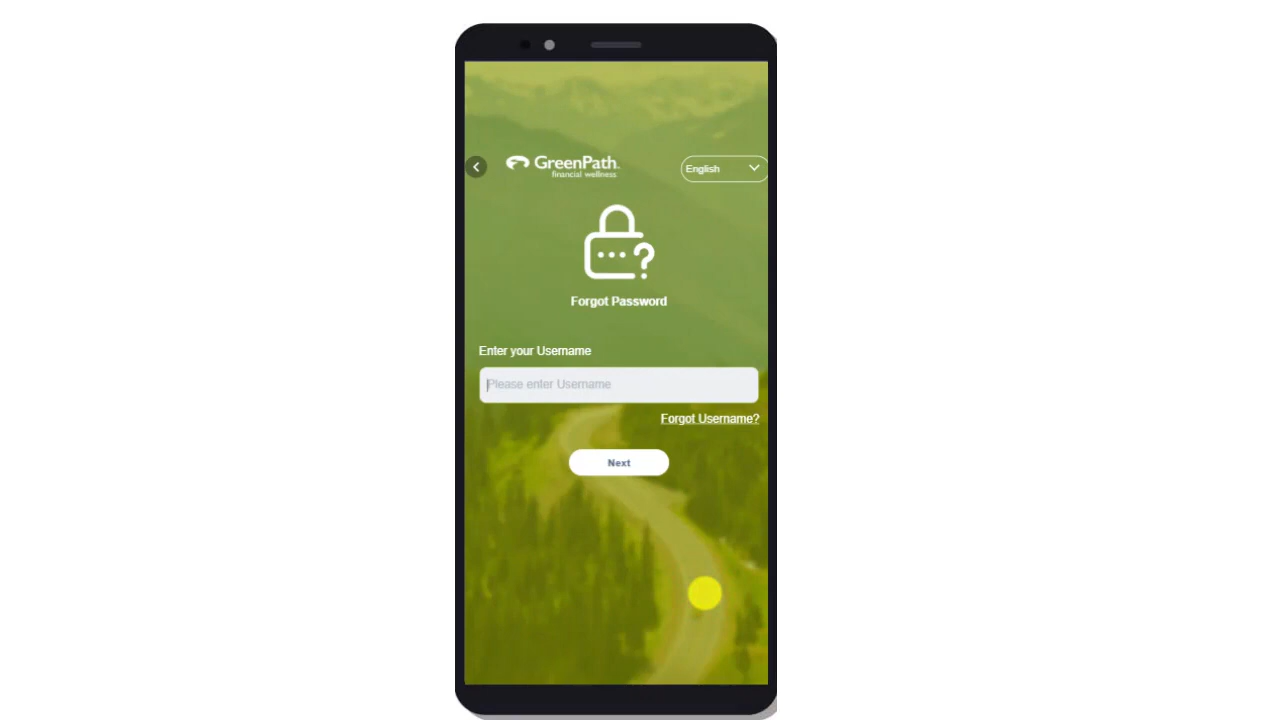 GreenPath
financial wellness
English
Forgot Password
Enter your Username
Please enter Username
Forgot Username?
Next